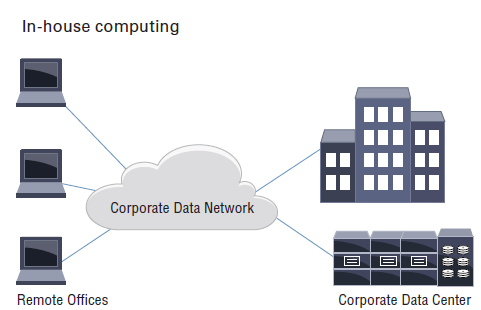 In-house computing
Corporate Data Network
Remote Offices
Corporate Data Center